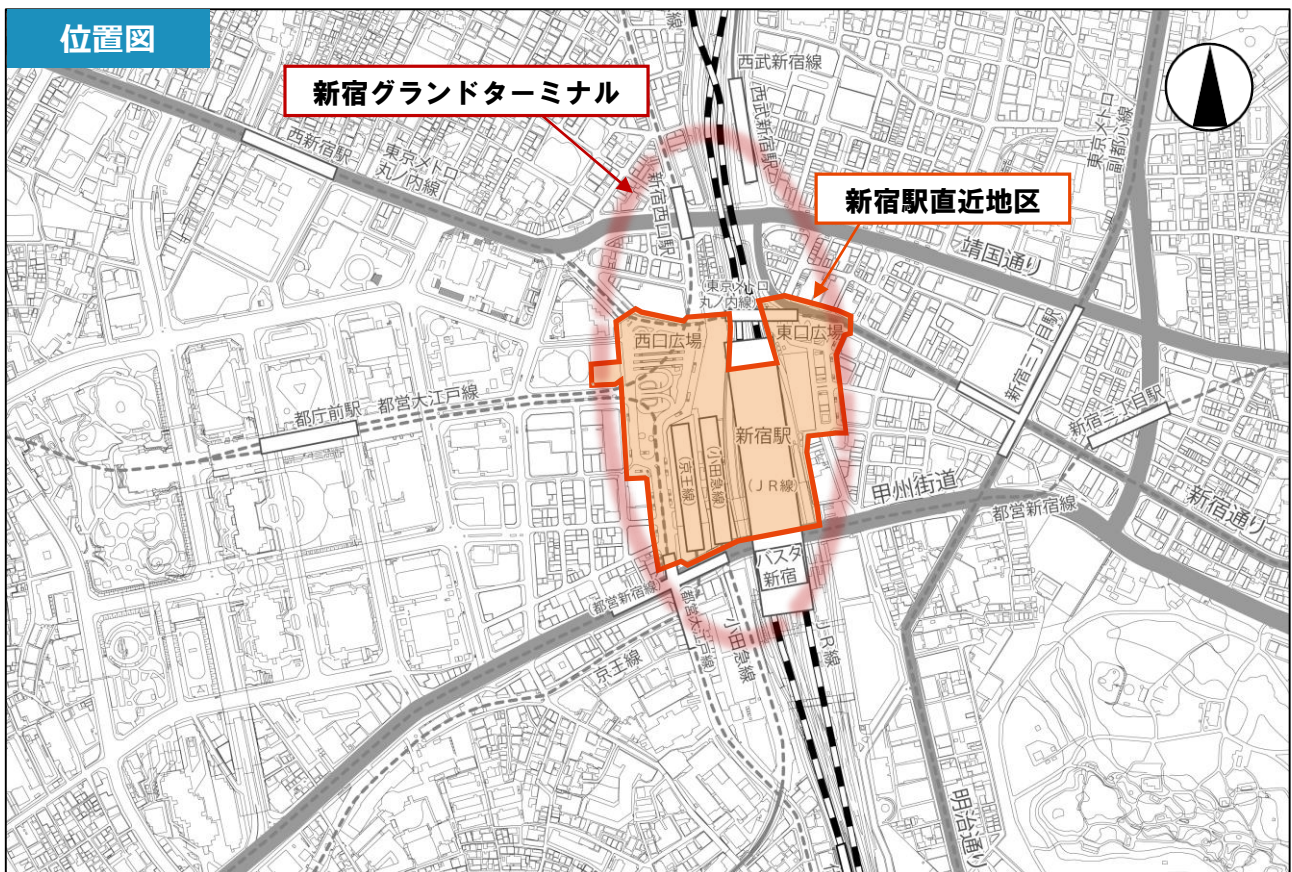 位置図
新宿グランドターミナル
新宿駅直近地区
西武新宿線
西武新宿駅
東京メトロ
副都心線
西新宿駅
東京メトロ
丸ノ内線
新宿西口駅
靖国通り
(東京メトロ
丸ノ内線)
西口広場
東口広場
新宿三丁目駅
新宿三丁目駅
都庁前駅
都営大江戸線
新宿駅
(京王線)
(小田急線)
(JR線)
甲州街道
都営新宿線
新宿通り
バスタ
新宿
都営新宿線
都営大江戸線
小田急線
JR線
京王線
明治通り